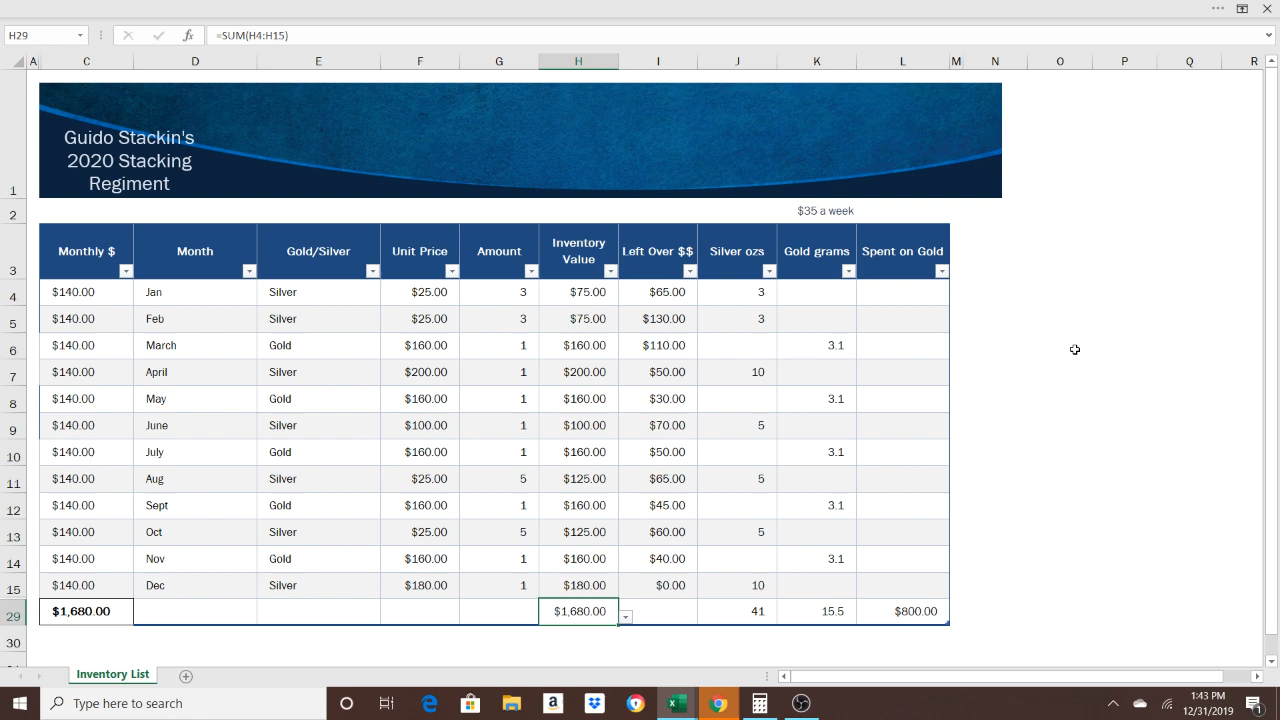 H29
=SUM(H4:H15)
A C D E F G H I J K L M N O P Q R
1
Guido Stackin's
2020 Stacking
Regiment
2 $35 a week
3 Monthly $ Month Gold/Silver Unit Price Amount Inventory Value Left Over $$ Silver ozs Gold grams Spent on Gold
4 $140.00 Jan Silver $25.00 3 $75.00 $65.00 3
5 $140.00 Feb Silver $25.00 3 $75.00 $130.00 3
6 $140.00 March Gold $160.00 1 $160.00 $110.00 3.1
7 $140.00 April Silver $200.00 1 $200.00 $50.00 10
8 $140.00 May Gold $160.00 1 $160.00 $30.00 3.1
9 $140.00 June Silver $100.00 1 $100.00 $70.00 5
10 $140.00 July Gold $160.00 1 $160.00 $50.00 3.1
11 $140.00 Aug Silver $25.00 5 $125.00 $65.00 5
12 $140.00 Sept Gold $160.00 1 $160.00 $45.00 3.1
13 $140.00 Oct Silver $25.00 5 $125.00 $60.00 5
14 $140.00 Nov Gold $160.00 1 $160.00 $40.00 3.1
15 $140.00 Dec Silver $180.00 1 $180.00 $0.00 10
29 $1,680.00 $1,680.00 41 15.5 $800.00
30
Inventory List
Type here to search
1:43 PM
12/31/2019